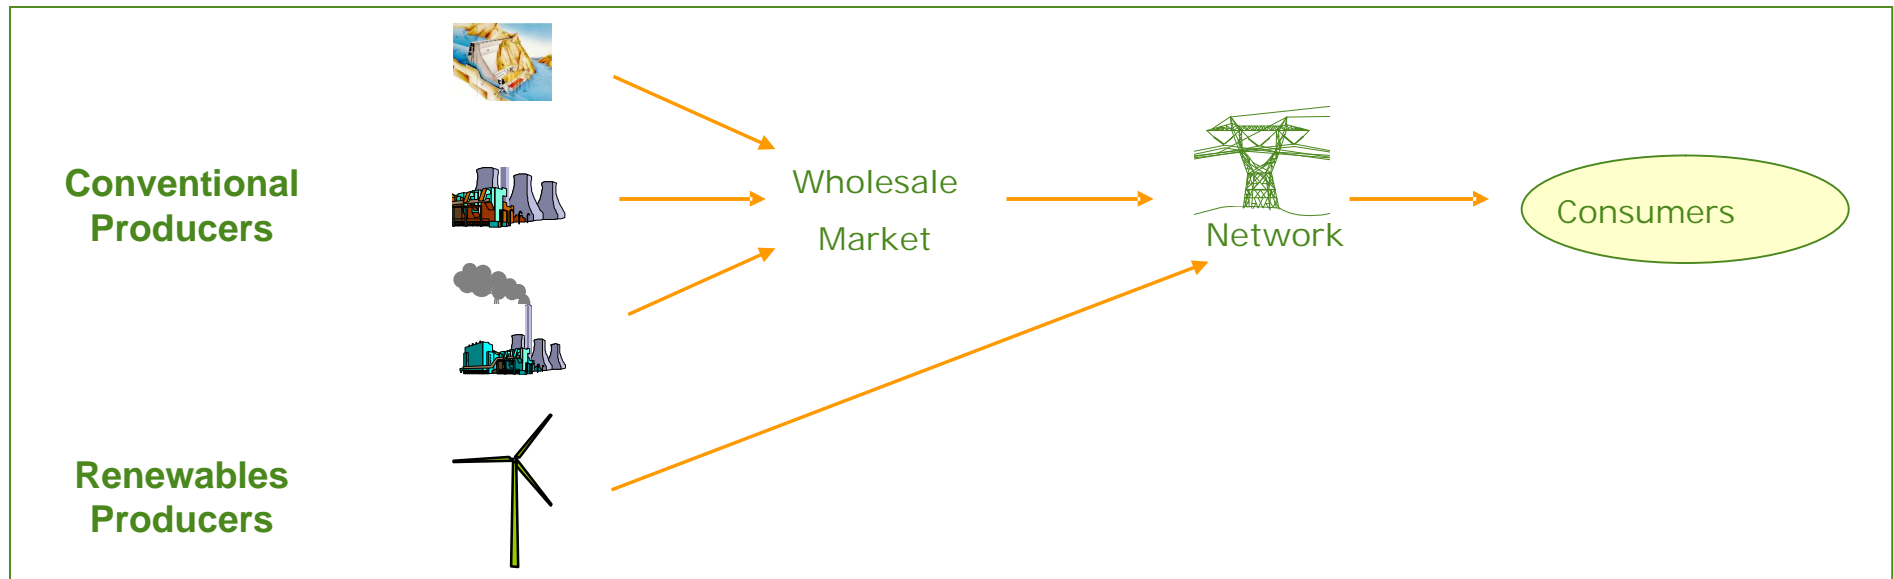 Conventional
Producers
Wholesale
Market
Network
Consumers
Renewables
Producers